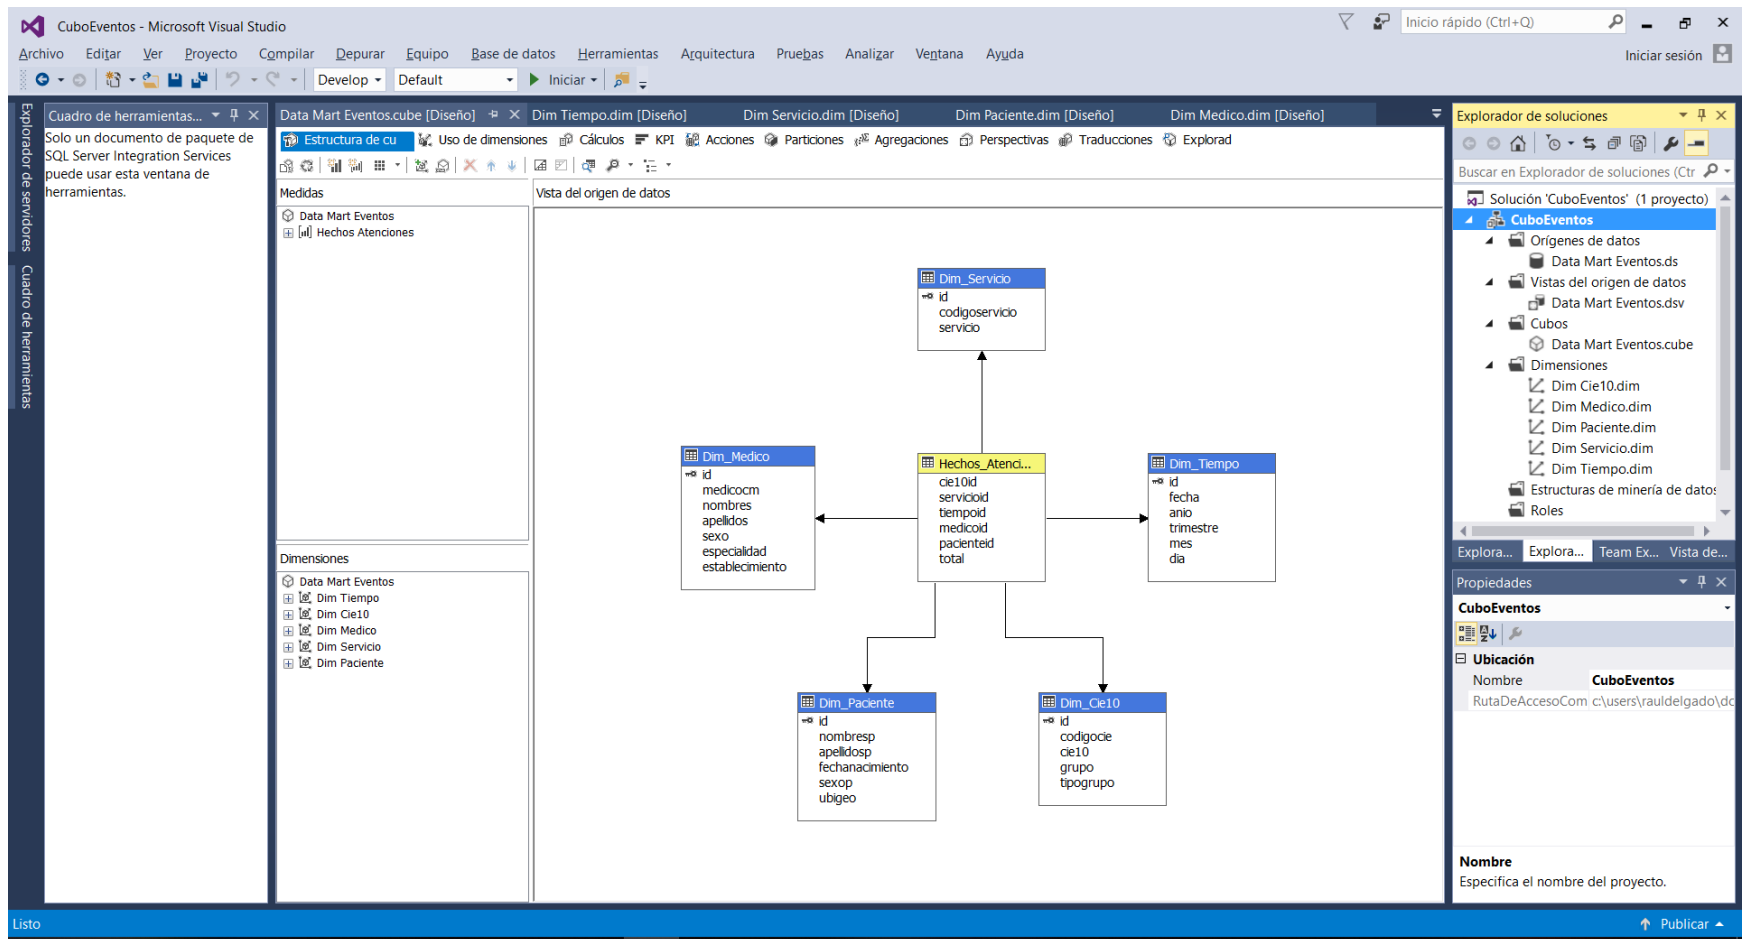 CuboEventos - Microsoft Visual Studio
Inicio rápido (Ctrl+Q)
Archivo Editar Ver Proyecto Compilar Depurar Equipo Base de datos Herramientas Arquitectura Pruebas Analizar Ventana Ayuda
Iniciar sesión
Develop Default Iniciar
Explorador de servidores
Cuadro de herramientas
Cuadro de herramientas...
Solo un documento de paquete de
SQL Server Integration Services
puede usar esta ventana de
herramientas.
Data Mart Eventos.cube [Diseño] Dim Tiempo.dim [Diseño] Dim Servicio.dim [Diseño] Dim Paciente.dim [Diseño] Dim Medico.dim [Diseño]
Estructura de cu Uso de dimensiones Cálculos KPI Acciones Particiones Agregaciones Perspectivas Traducciones Explorad
Medidas
Data Mart Eventos
Hechos Atenciones
Dimensiones
Data Mart Eventos
Dim Tiempo
Dim Cie10
Dim Medico
Dim Servicio
Dim Paciente
Vista del origen de datos
Dim_Servicio
id
codigoservicio
servicio
Dim_Medico
id
medicocm
nombres
apellidos
sexo
especialidad
establecimiento
Hechos_Atenci...
cie10id
servicioid
tiempoid
medicoid
pacienteid
total
Dim_Tiempo
id
fecha
anio
trimestre
mes
dia
Dim_Paciente
id
nombresp
apellidosp
fechanacimiento
sexop
ubigeo
Dim_Cie10
id
codigocie
cie10
grupo
tipogrupo
Explorador de soluciones
Buscar en Explorador de soluciones (Ctr
Solución 'CuboEventos' (1 proyecto)
CuboEventos
Orígenes de datos
Data Mart Eventos.ds
Vistas del origen de datos
Data Mart Eventos.dsv
Cubos
Data Mart Eventos.cube
Dimensiones
Dim Cie10.dim
Dim Medico.dim
Dim Paciente.dim
Dim Servicio.dim
Dim Tiempo.dim
Estructuras de minería de datos
Roles
Explora... Explora... Team Ex... Vista de...
Propiedades
CuboEventos
Ubicación
Nombre CuboEventos
RutaDeAccesoCom c:\users\rauldelgado\dc
Nombre
Especifica el nombre del proyecto.
Listo
Publicar